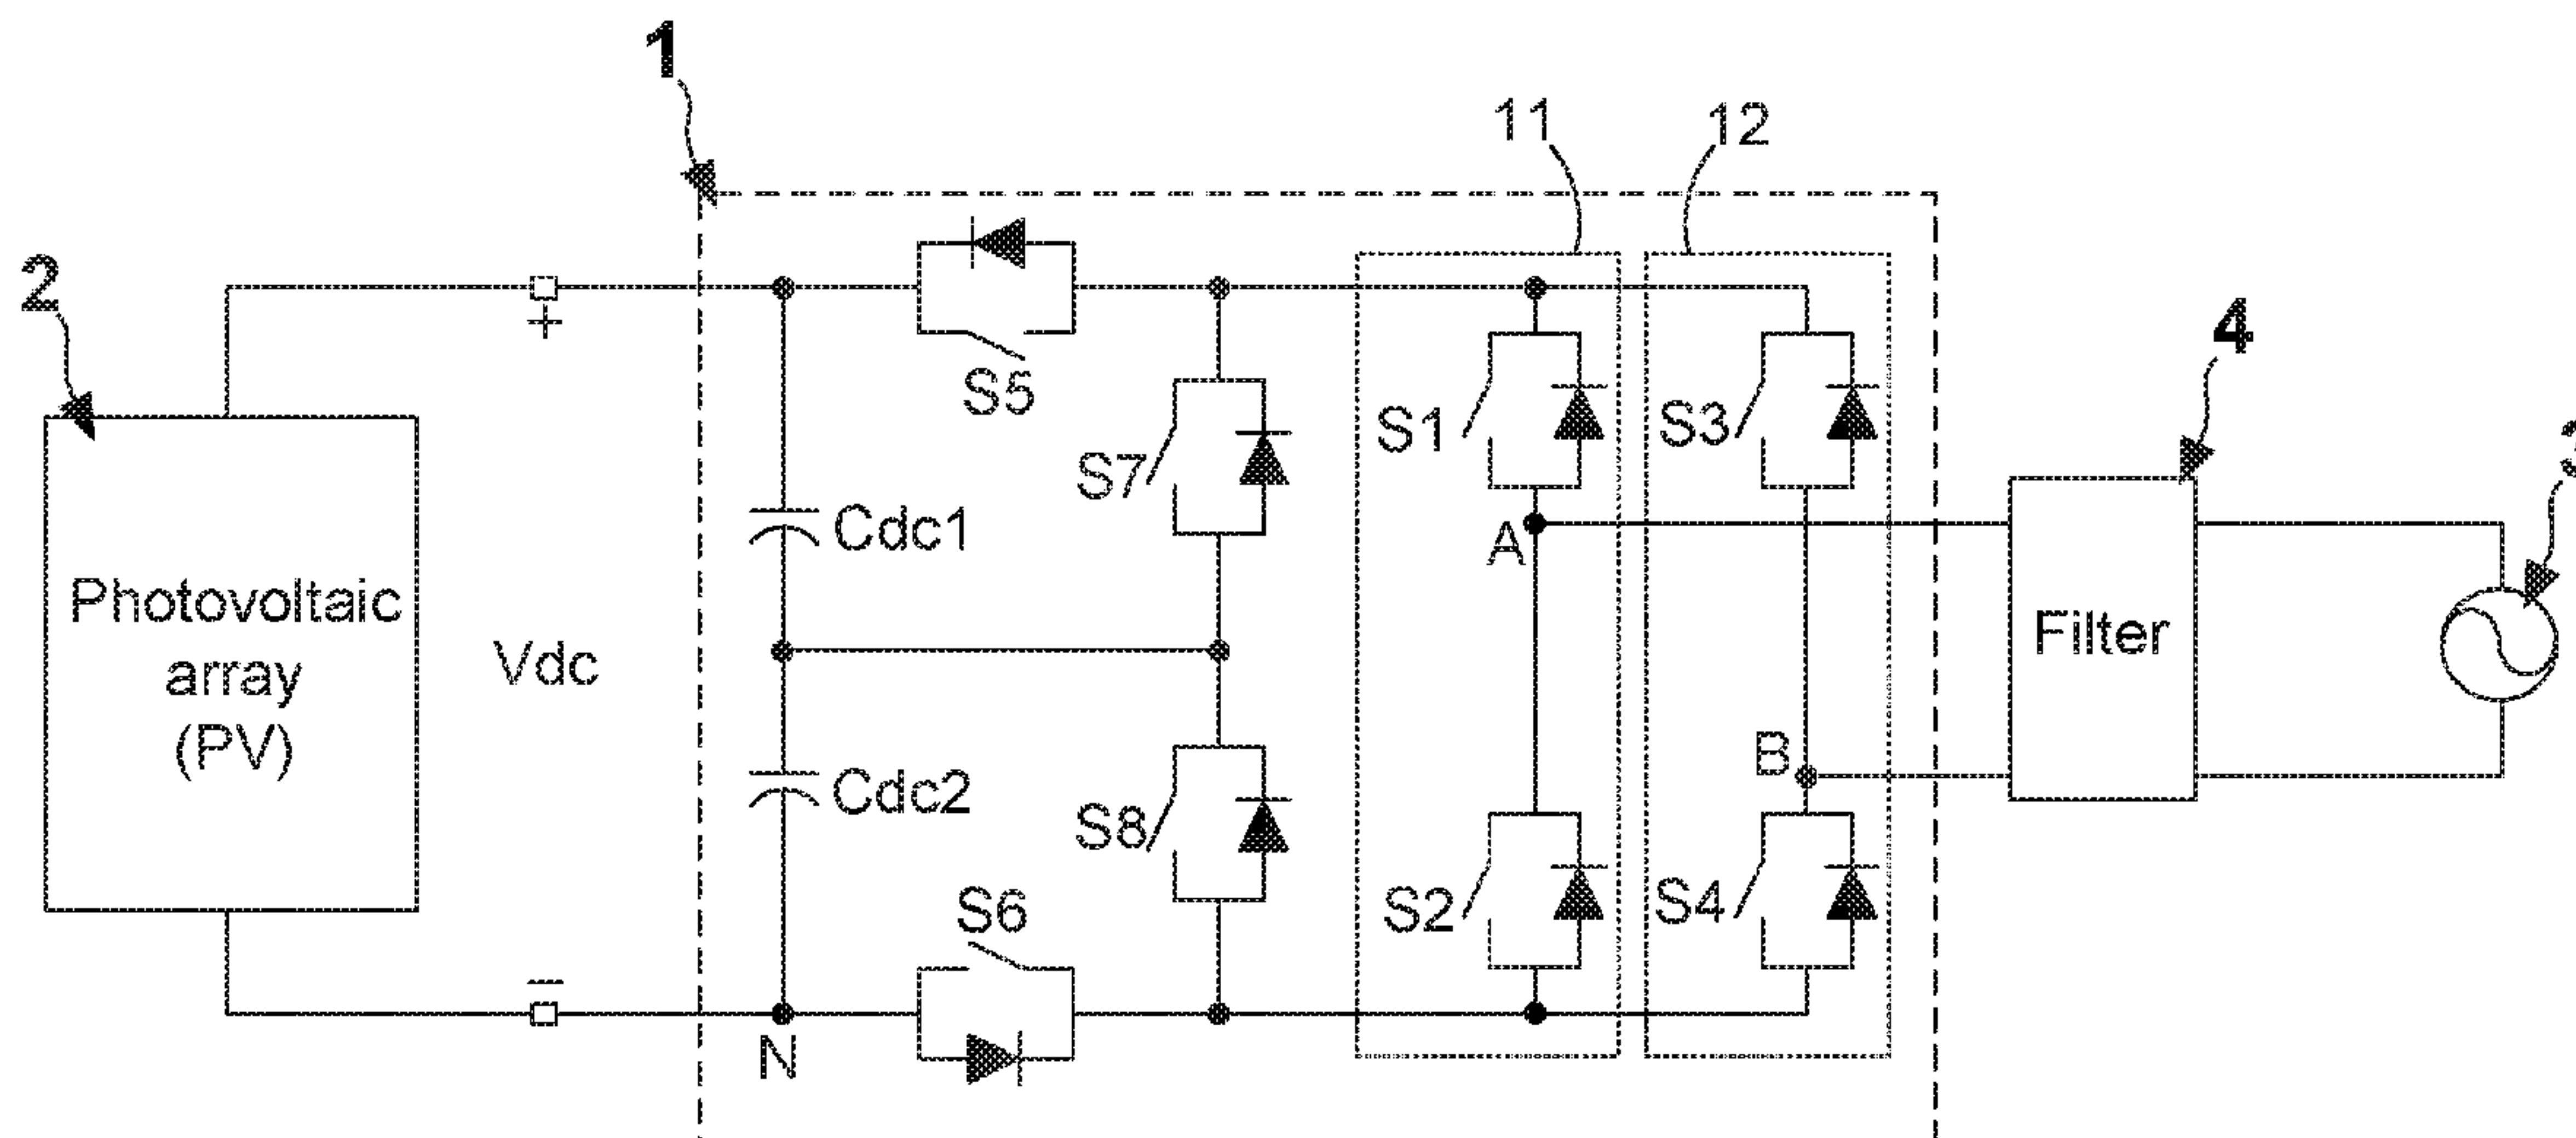 1
11
12
2
+
S5
4
S1
S3
3
S7
Cdc1
A
Photovoltaic
array
(PV)
Vdc
Filter
B
Cdc2
S8
S6
S2
S4
−
N